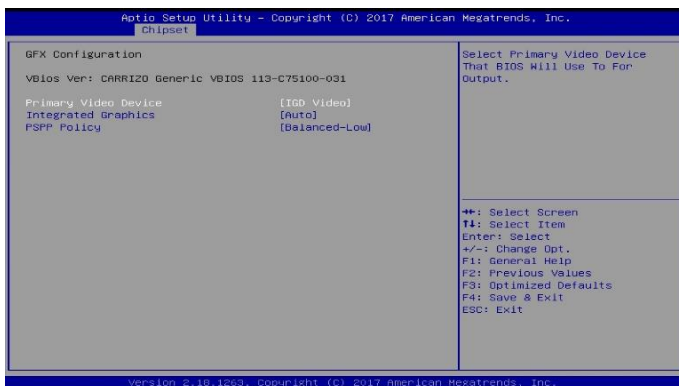 Aptio Setup Utility – Copyright (C) 2017 American Megatrends, Inc.
Chipset
GFX Configuration
VBios Ver: CARRIZO Generic VBIOS 113-C75100-031
Primary Video Device [IGD Video]
Integrated Graphics [Auto]
PSPP Policy [Balanced-Low]
Select Primary Video Device
That BIOS Will Use To For
Output.
→←: Select Screen
↑↓: Select Item
Enter: Select
+/-: Change Opt.
F1: General Help
F2: Previous Values
F3: Optimized Defaults
F4: Save & Exit
ESC: Exit
Version 2.18.1263. Copyright (C) 2017 American Megatrends, Inc.